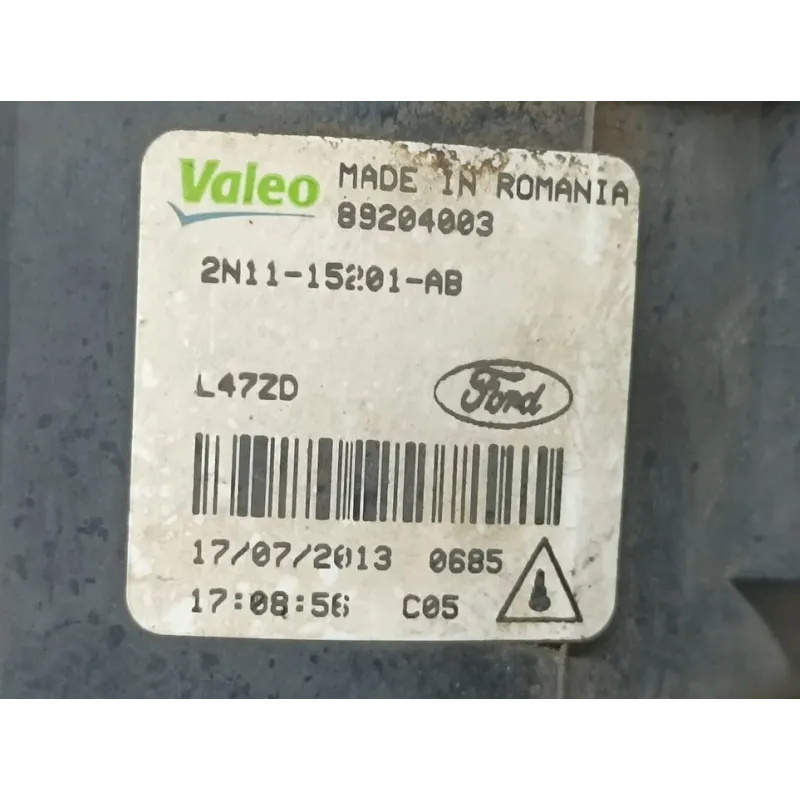 Valeo MADE IN ROMANIA
89204003
2N11-15201-AB
L47ZD Ford
17/07/2013 0685
17:08:56 C05